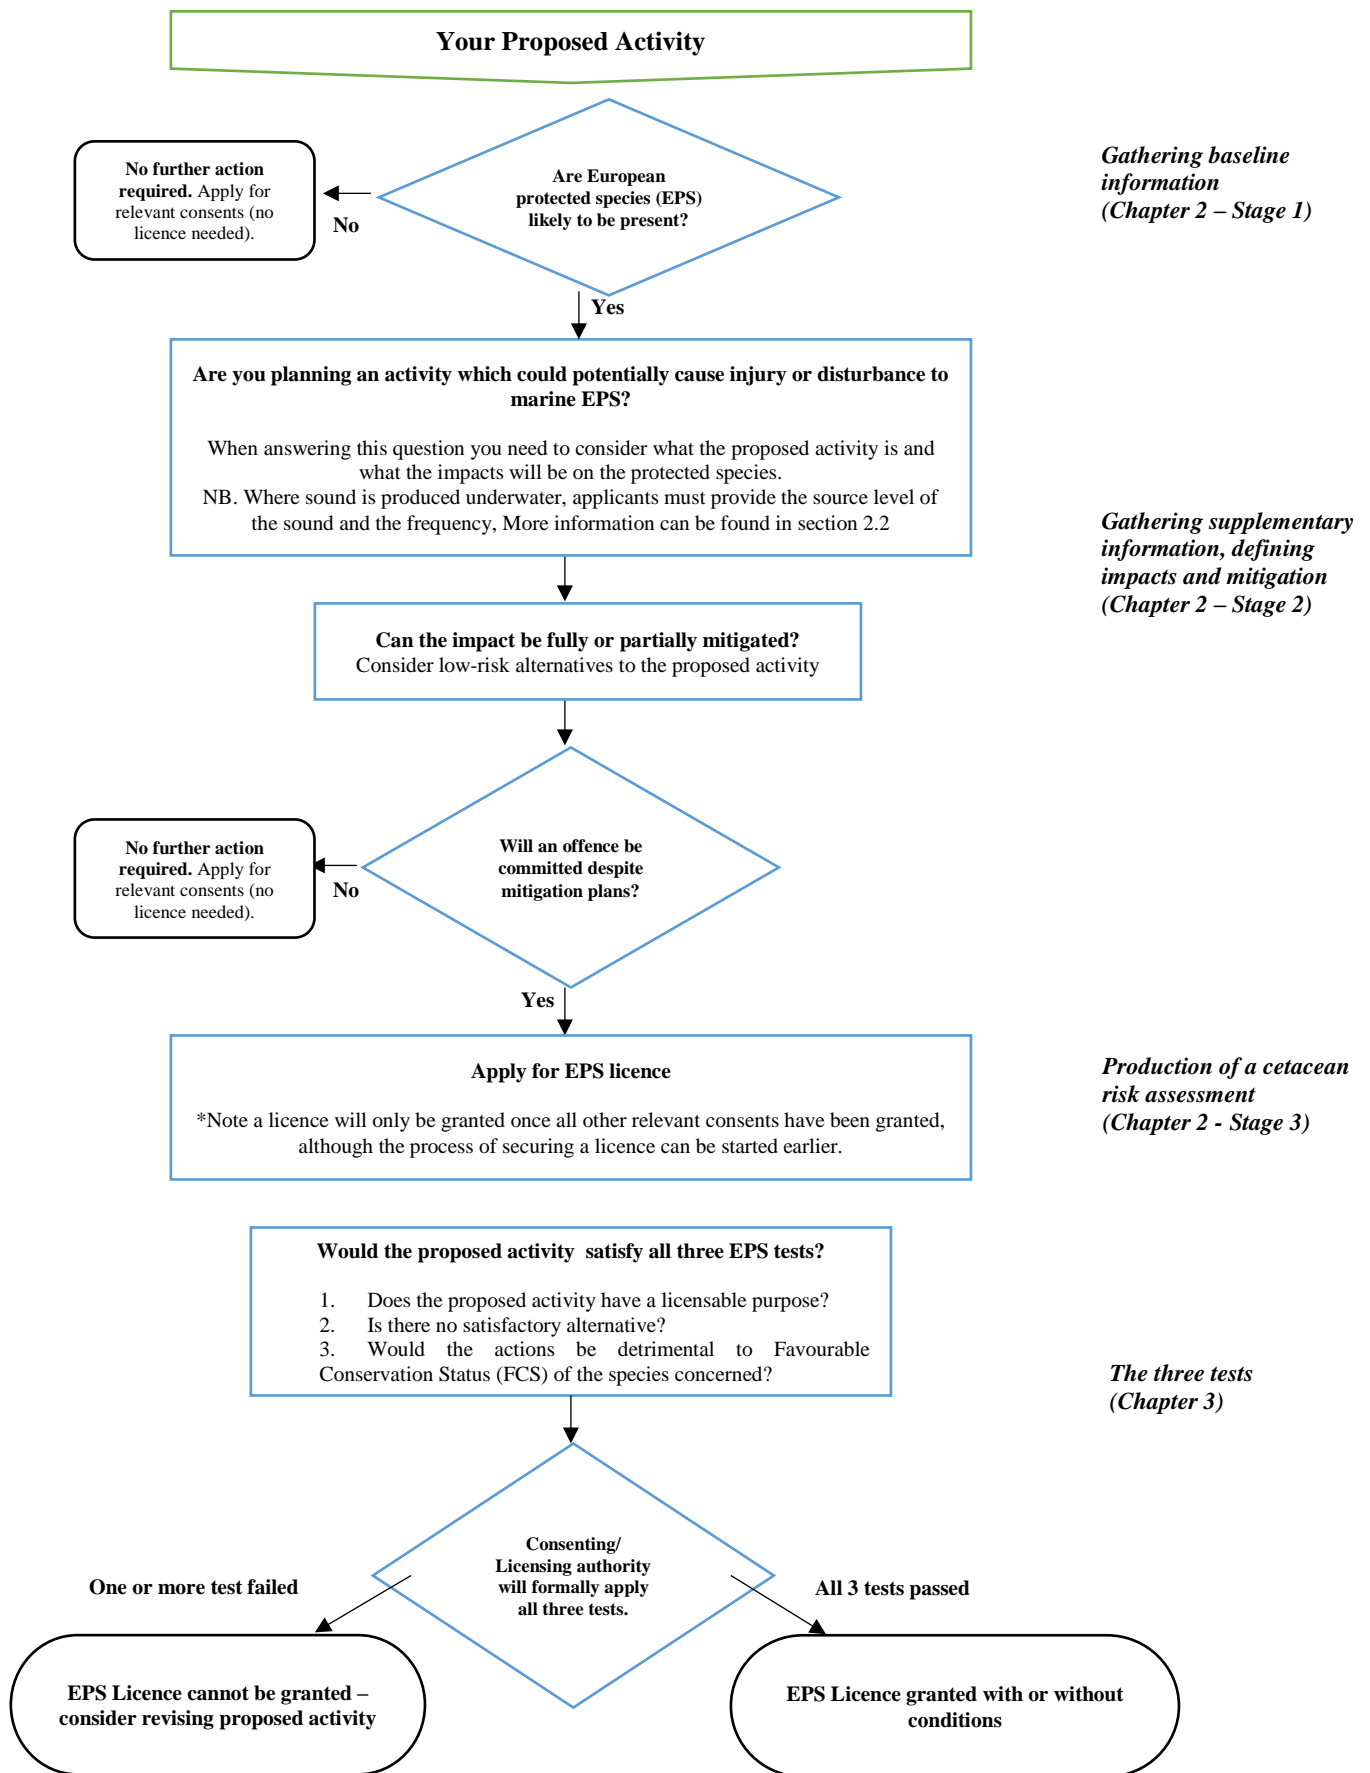 Your Proposed Activity
Are European
protected species (EPS)
likely to be present?
No further action
required. Apply for
relevant consents (no
licence needed).
No
Gathering baseline
information
(Chapter 2 – Stage 1)
Yes
Are you planning an activity which could potentially cause injury or disturbance to
marine EPS?
When answering this question you need to consider what the proposed activity is and
what the impacts will be on the protected species.
NB. Where sound is produced underwater, applicants must provide the source level of
the sound and the frequency, More information can be found in section 2.2
Gathering supplementary
information, defining
impacts and mitigation
(Chapter 2 – Stage 2)
Can the impact be fully or partially mitigated?
Consider low-risk alternatives to the proposed activity
Will an offence be
committed despite
mitigation plans?
No further action
required. Apply for
relevant consents (no
licence needed).
No
Yes
Apply for EPS licence
*Note a licence will only be granted once all other relevant consents have been granted,
although the process of securing a licence can be started earlier.
Production of a cetacean
risk assessment
(Chapter 2 - Stage 3)
Would the proposed activity  satisfy all three EPS tests?
1. Does the proposed activity have a licensable purpose?
2. Is there no satisfactory alternative?
3. Would the actions be detrimental to Favourable
Conservation Status (FCS) of the species concerned?
The three tests
(Chapter 3)
Consenting/
Licensing authority
will formally apply
all three tests.
One or more test failed
All 3 tests passed
EPS Licence cannot be granted –
consider revising proposed activity
EPS Licence granted with or without
conditions